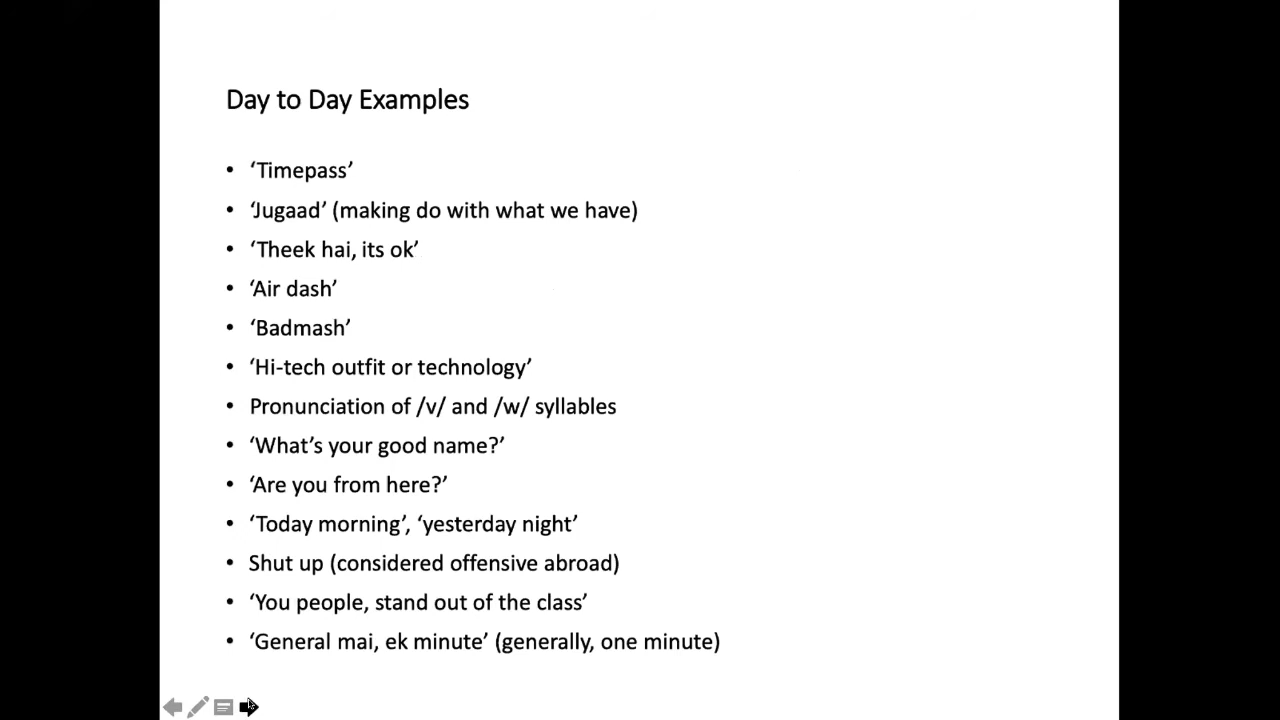 Day to Day Examples
• ‘Timepass’
• ‘Jugaad’ (making do with what we have)
• ‘Theek hai, its ok’
• ‘Air dash’
• ‘Badmash’
• ‘Hi-tech outfit or technology’
• Pronunciation of /v/ and /w/ syllables
• ‘What’s your good name?’
• ‘Are you from here?’
• ‘Today morning’, ‘yesterday night’
• Shut up (considered offensive abroad)
• ‘You people, stand out of the class’
• ‘General mai, ek minute’ (generally, one minute)